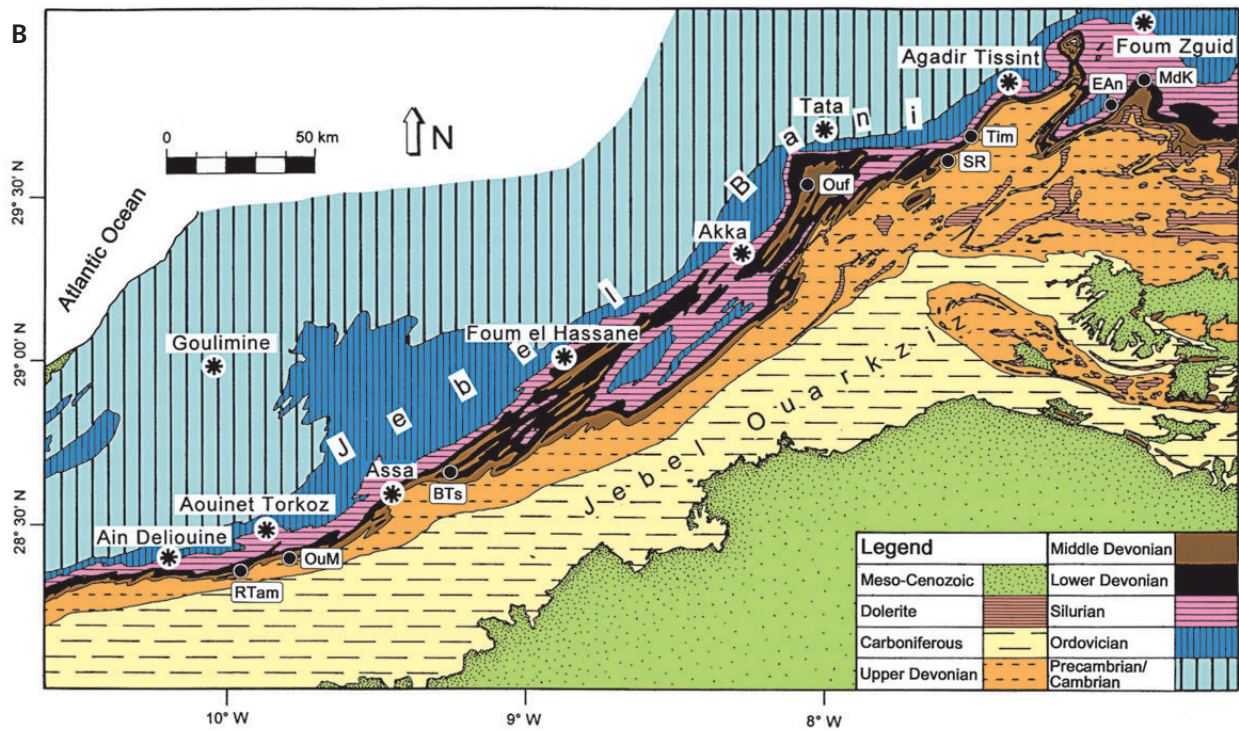 B
Foum Zguid
Agadir Tissint
MdK
EAn
Tata
0
50 km
N
Tim
SR
Ouf
29° 30' N
Akka
Atlantic Ocean
Jebel Bani
Foum el Hassane
Goulimine
29° 00' N
Jebel Ouarkziz
Assa
BTs
Aouinet Torkoz
28° 30' N
Ain Deliouine
OuM
RTam
Legend
Middle Devonian
Meso-Cenozoic
Lower Devonian
Dolerite
Silurian
Carboniferous
Ordovician
Upper Devonian
Precambrian/
Cambrian
10° W
9° W
8° W